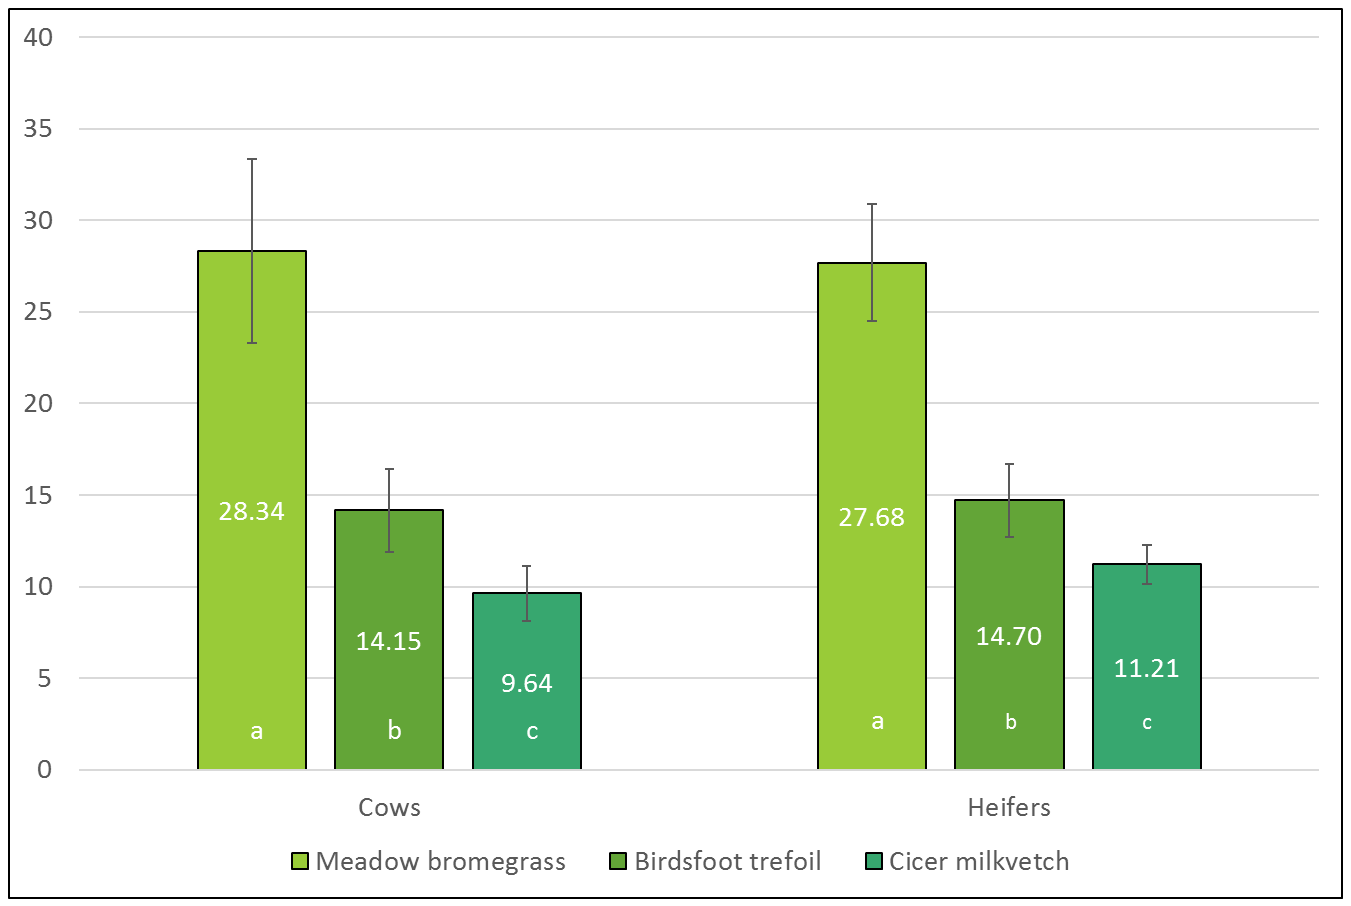 40
35
30
25
20
15
10
5
0
28.34
14.15
9.64
a
b
c
27.68
14.70
11.21
a
b
c
Cows
Heifers
Meadow bromegrass
Birdsfoot trefoil
Cicer milkvetch